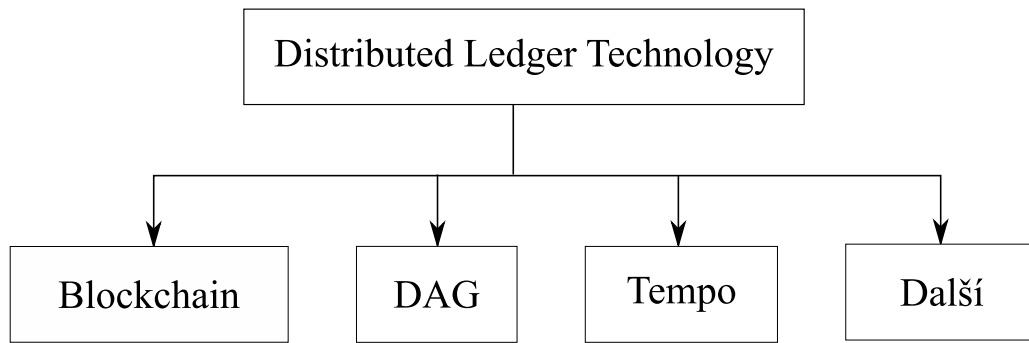 Distributed Ledger Technology
Blockchain
DAG
Tempo
Další